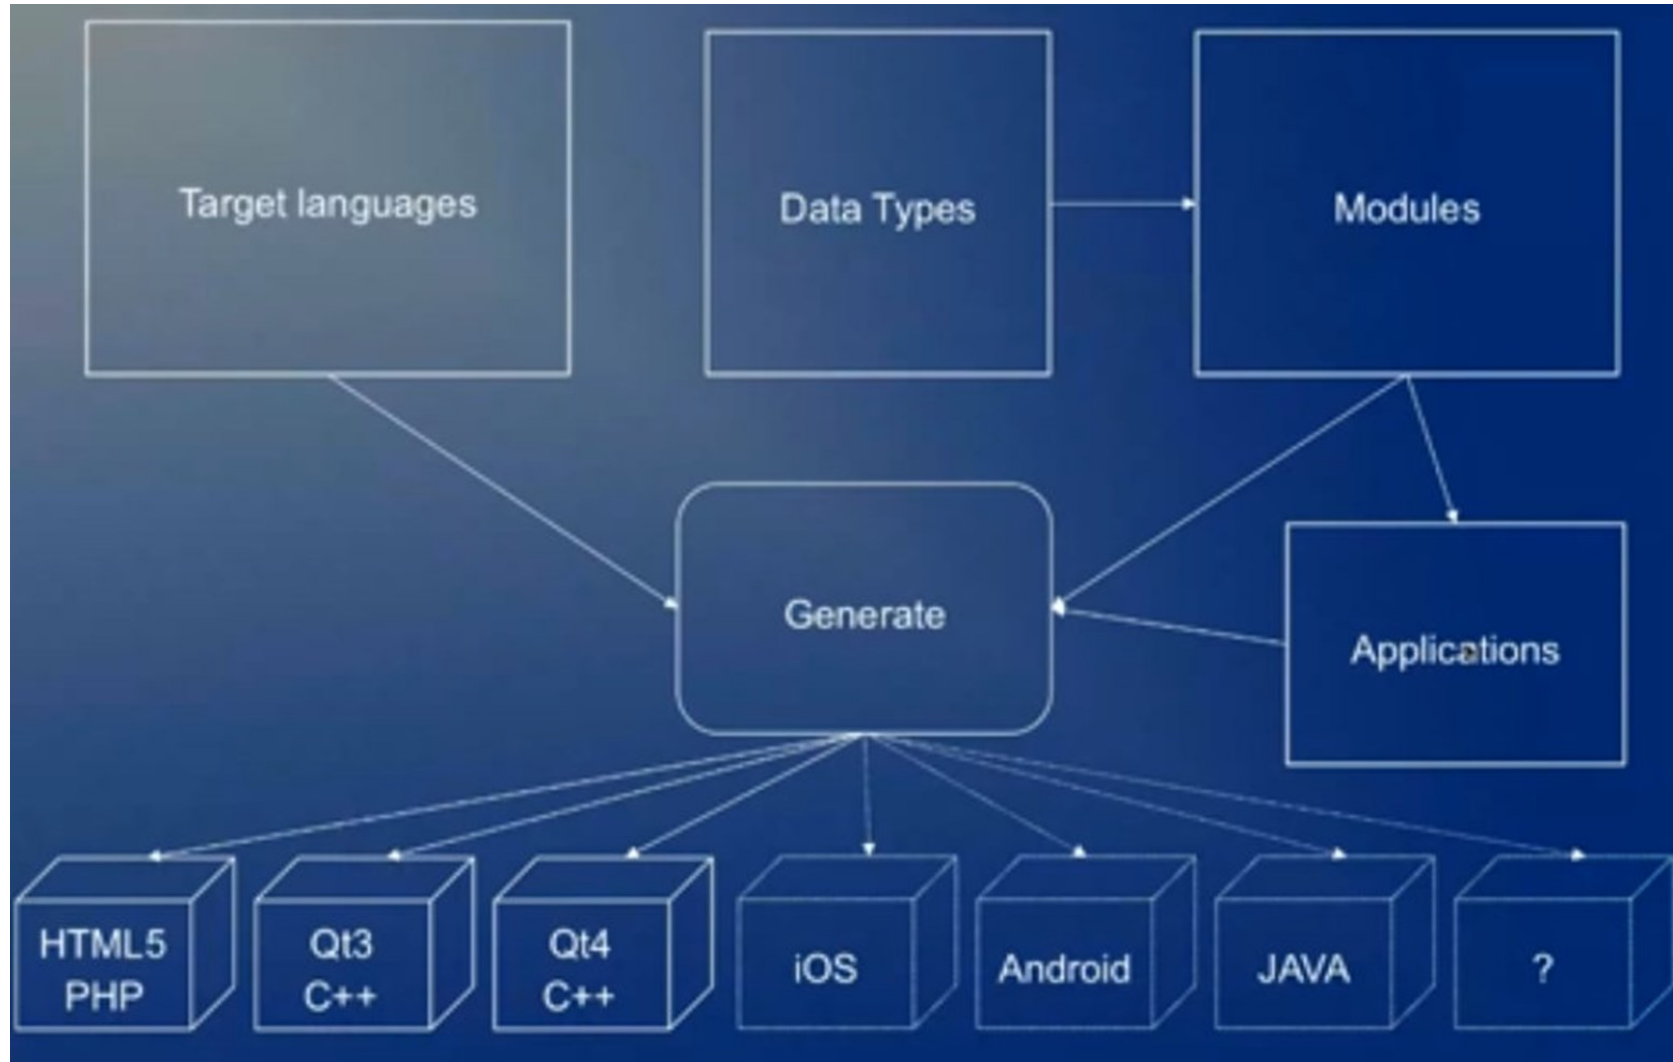 Target languages
Data Types
Modules
Generate
Applications
HTML5
PHP
Qt3
C++
Qt4
C++
iOS
Android
JAVA
?